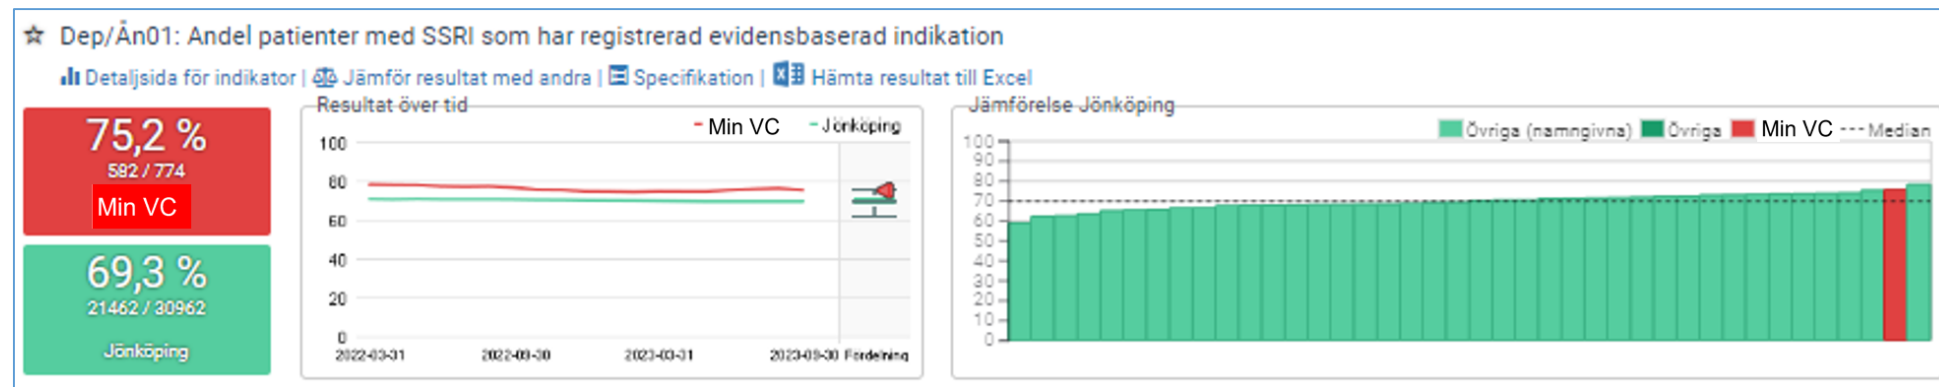 Dep/Ån01: Andel patienter med SSRI som har registrerad evidensbaserad indikation
Detaljsida för indikator | Jämför resultat med andra | Specifikation | Hämta resultat till Excel
75,2 %
582 / 774
Min VC
69,3 %
21462 / 30962
Jönköping
Resultat över tid
Min VC Jönköping
100
80
60
40
20
0
2022-03-31 2022-09-30 2023-03-31 2023-09-30 Fördelning
Jämförelse Jönköping
Övriga (namngivna) Övriga Min VC Median
100
90
80
70
60
50
40
30
20
10
0